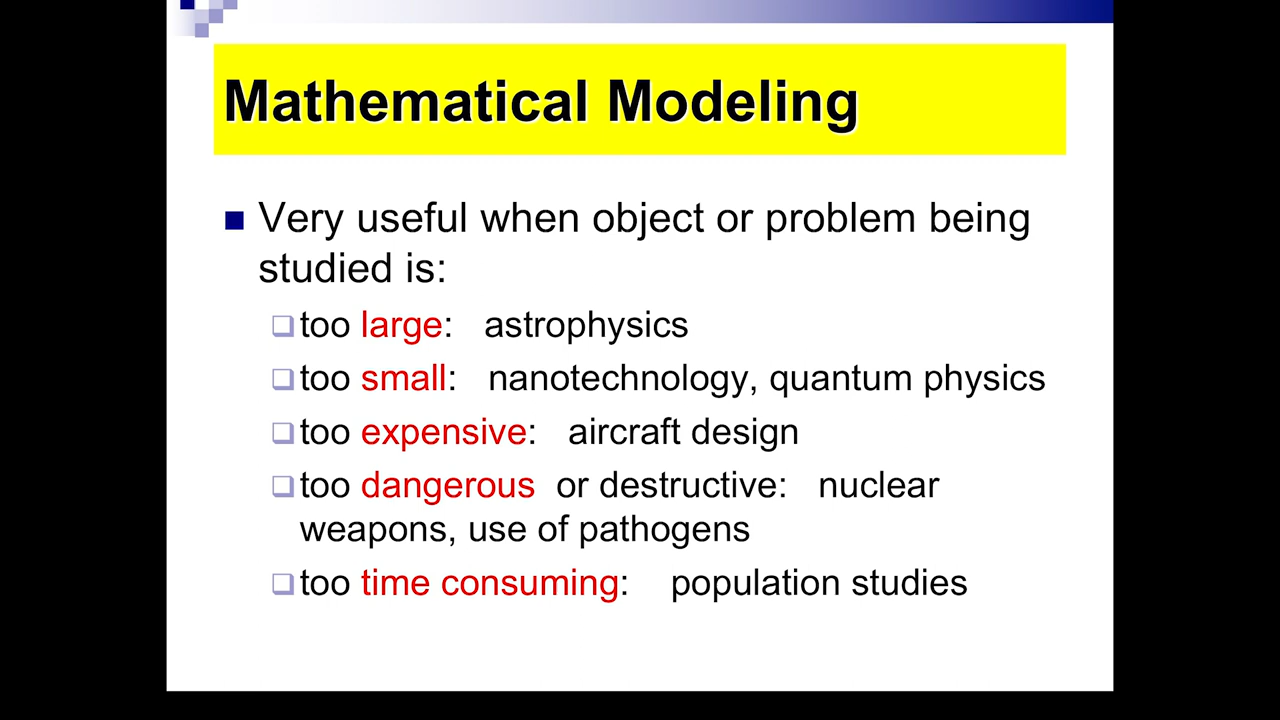 Mathematical Modeling
Very useful when object or problem being
studied is:
too large: astrophysics
too small: nanotechnology, quantum physics
too expensive: aircraft design
too dangerous or destructive: nuclear
weapons, use of pathogens
too time consuming: population studies